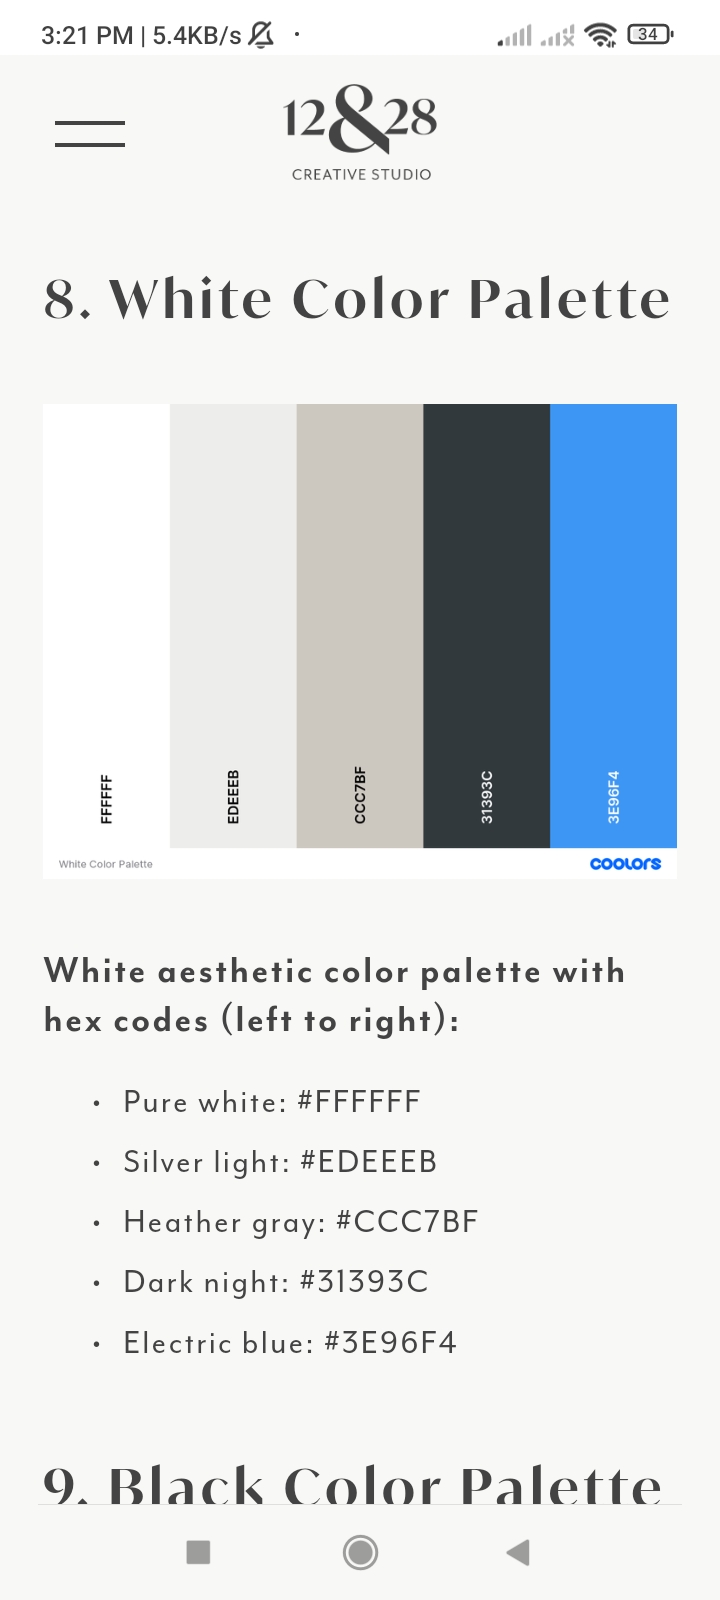 3:21 PM | 5.4KB/s
34
12&28
CREATIVE STUDIO
8. White Color Palette
FFFFFF
EDEEEB
CCC7BF
31393C
3E96F4
White Color Palette
coolors
White aesthetic color palette with
hex codes (left to right):
• Pure white: #FFFFFF
• Silver light: #EDEEEB
• Heather gray: #CCC7BF
• Dark night: #31393C
• Electric blue: #3E96F4
9. Black Color Palette